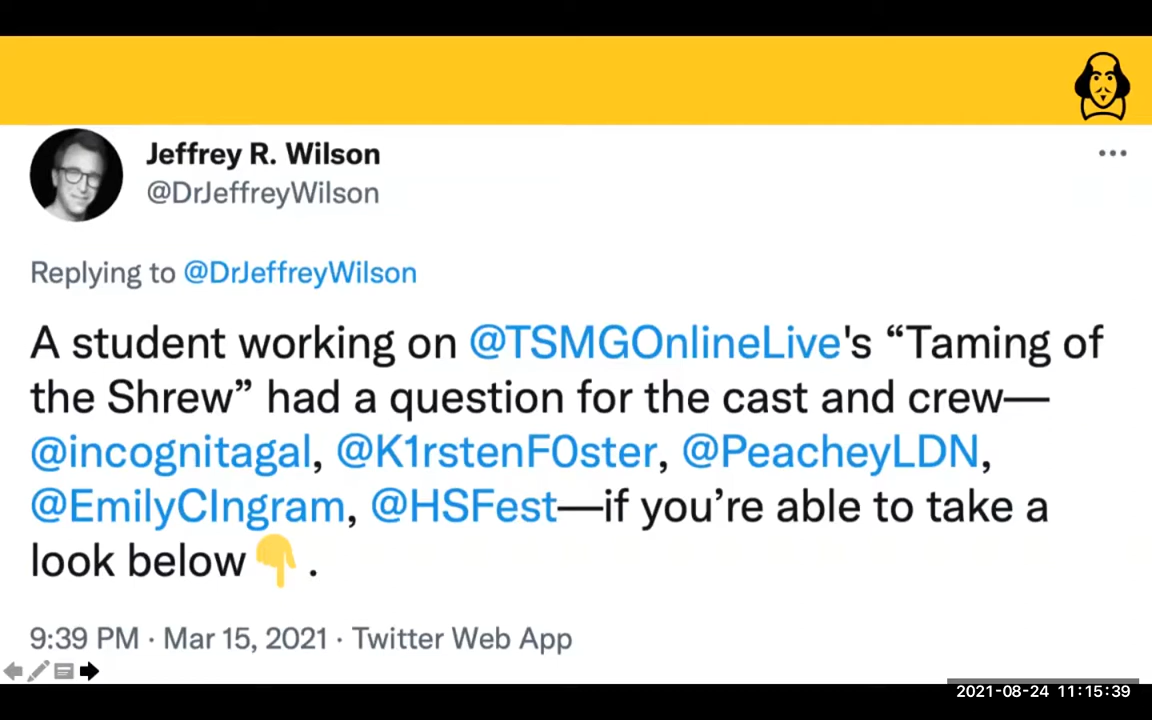 Jeffrey R. Wilson
@DrJeffreyWilson
Replying to @DrJeffreyWilson
A student working on @TSMGOnlineLive's “Taming of
the Shrew” had a question for the cast and crew—
@incognitagal, @K1rstenF0ster, @PeacheyLDN,
@EmilyCIngram, @HSFest—if you’re able to take a
look below👇.
9:39 PM · Mar 15, 2021 · Twitter Web App
2021-08-24 11:15:39